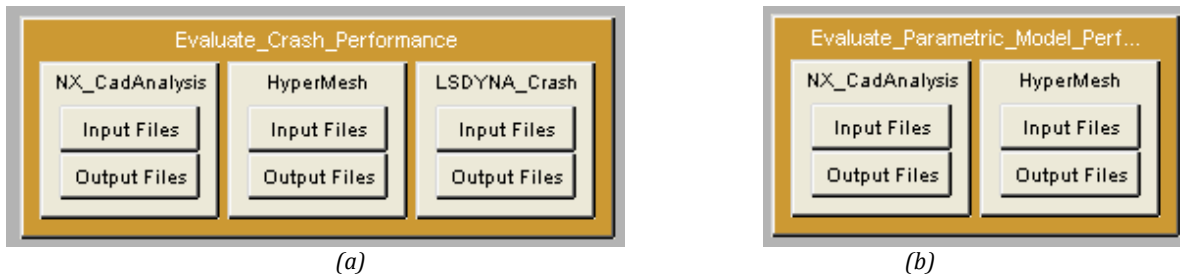 Evaluate_Crash_Performance
NX_CadAnalysis HyperMesh LSDYNA_Crash
Input Files Input Files Input Files
Output Files Output Files Output Files
(a)
Evaluate_Parametric_Model_Perf...
NX_CadAnalysis HyperMesh
Input Files Input Files
Output Files Output Files
(b)